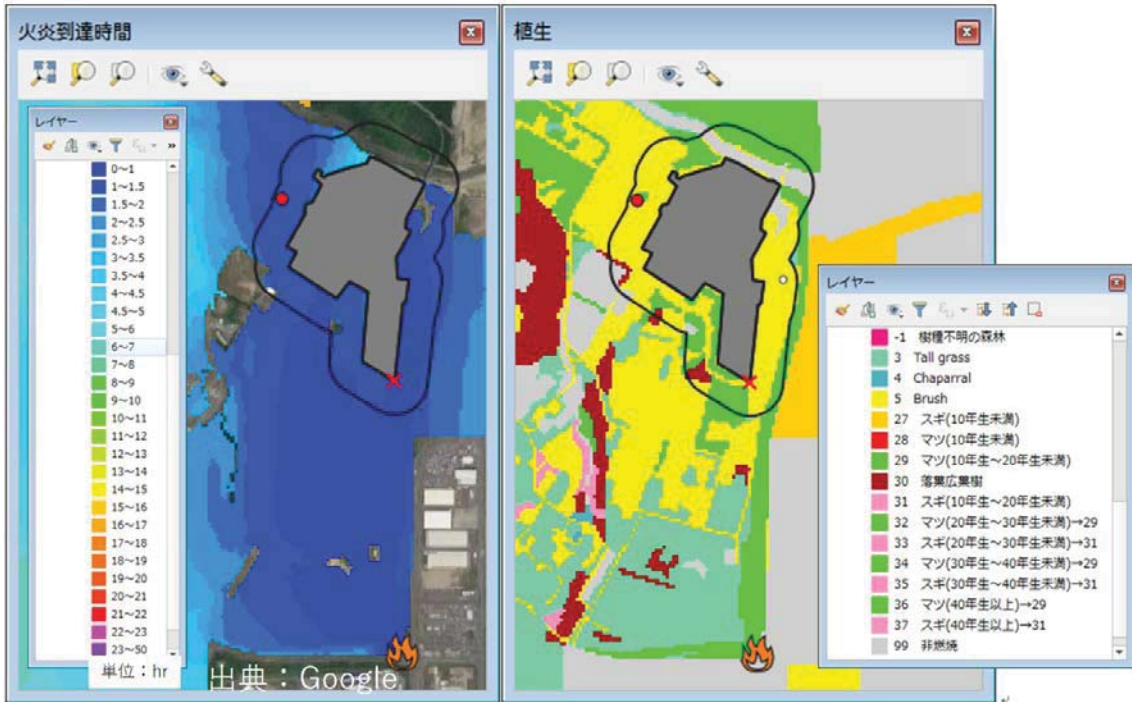 火炎到達時間
レイヤー
»
0～1
1～1.5
1.5～2
2～2.5
2.5～3
3～3.5
3.5～4
4～4.5
4.5～5
5～6
6～7
7～8
8～9
9～10
10～11
11～12
12～13
13～14
14～15
15～16
16～17
17～18
18～19
19～20
20～21
21～22
22～23
23～50
単位：hr
出典：Google
植生
レイヤー
-1 樹種不明の森林
3 Tall grass
4 Chaparral
5 Brush
27 スギ(10年生未満)
28 マツ(10年生未満)
29 マツ(10年生～20年生未満)
30 落葉広葉樹
31 スギ(10年生～20年生未満)
32 マツ(20年生～30年生未満)→29
33 スギ(20年生～30年生未満)→31
34 マツ(30年生～40年生未満)→29
35 スギ(30年生～40年生未満)→31
36 マツ(40年生以上)→29
37 スギ(40年生以上)→31
99 非燃焼